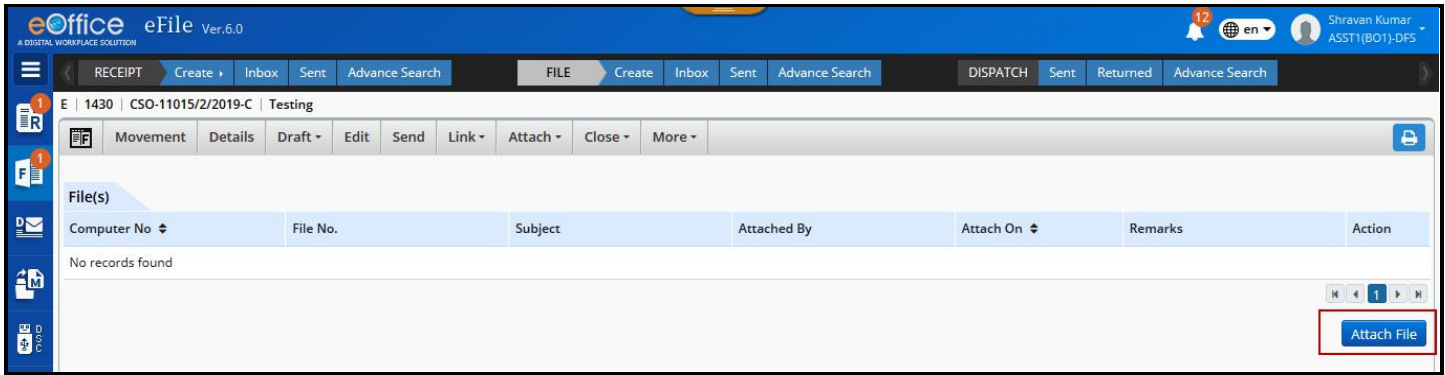 eOffice eFile Ver.6.0
A DIGITAL WORKPLACE SOLUTION
12
en
Shravan Kumar
ASST1(BO1)-DFS
RECEIPT Create Inbox Sent Advance Search FILE Create Inbox Sent Advance Search DISPATCH Sent Returned Advance Search
E | 1430 | CSO-11015/2/2019-C | Testing
1
R
F Movement Details Draft Edit Send Link Attach Close More
1
F
File(s)
D
Computer No File No. Subject Attached By Attach On Remarks Action
No records found
M
1
DSC
Attach File